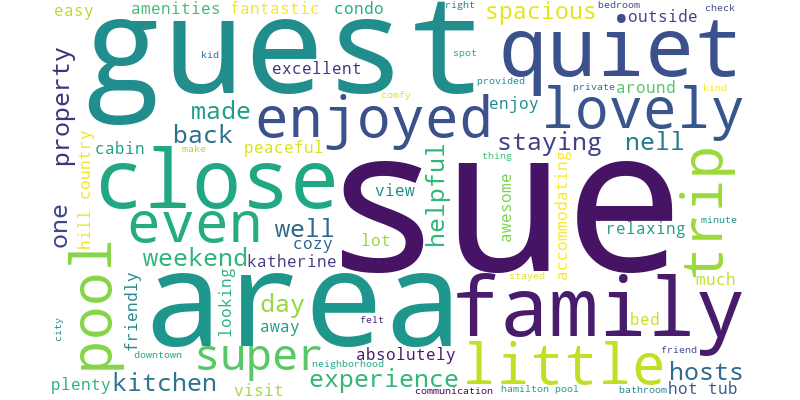 easy
amenities
fantastic
condo
right
spacious
bedroom
outside
check
guest
quiet
kid
excellent
spot
provided
private
around
kind
property
made
comfy
enjoyed
enjoy
lovely
back
cabin
make
peaceful
staying
nell
hill country
close
sue
view
helpful
thing
awesome
accommodating
trip
one
even
well
cozy
lot
relaxing
minute
weekend
katherine
pool
friendly
looking
area
day
away
stayed
family
much
city
felt
bed
downtown
super
neighborhood
absolutely
little
friend
hosts
plenty
kitchen
visit
experience
communication
hamilton pool
bathroom
hot tub